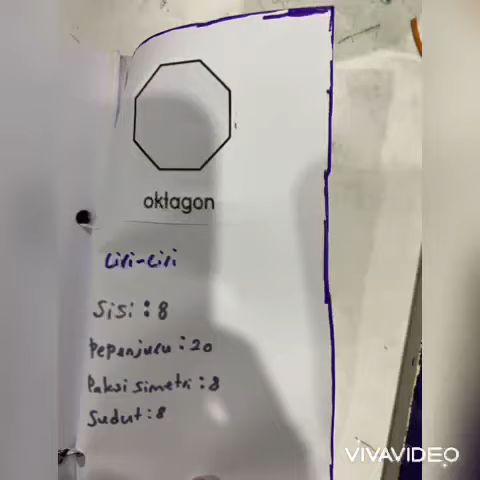 oktagon
Ciri-Ciri
Sisi : 8
Pepenjuru : 20
Paksi simetri : 8
Sudut : 8
VIVAVIDEO